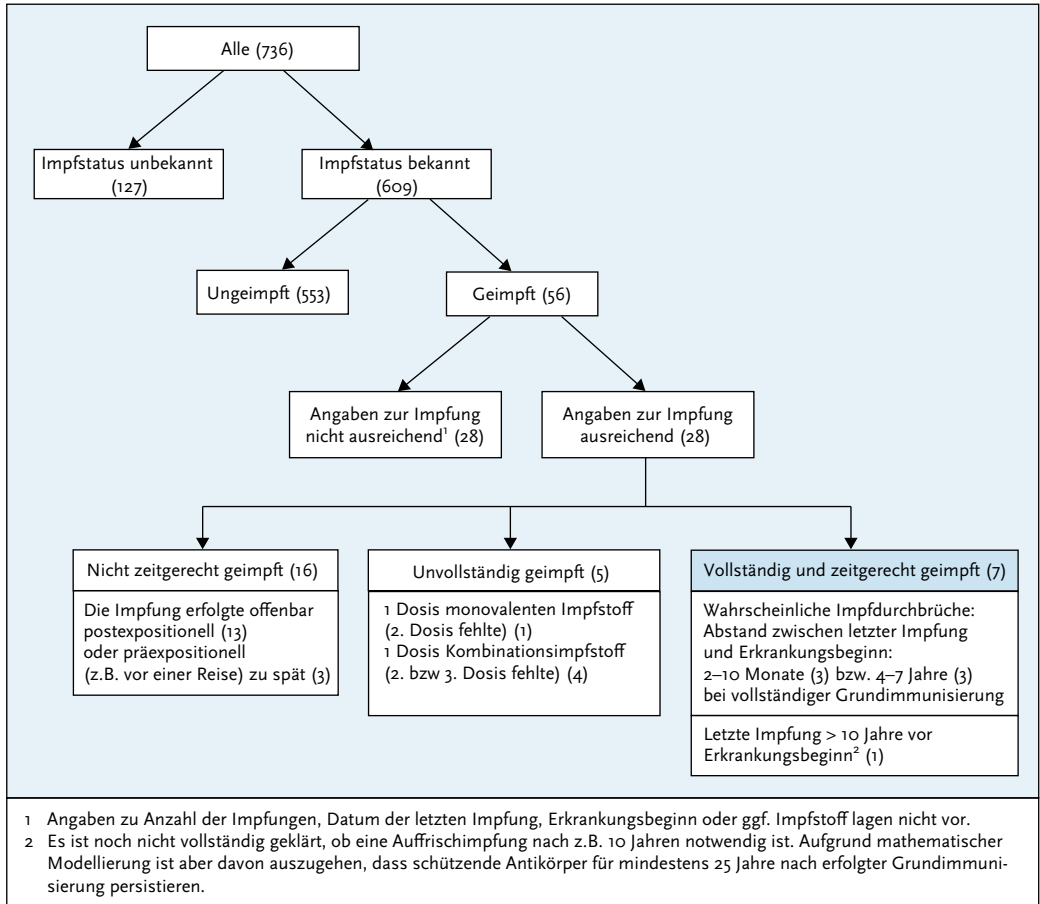 Alle (736)
Impfstatus unbekannt
(127)
Impfstatus bekannt
(609)
Ungeimpft (553)
Geimpft (56)
Angaben zur Impfung
nicht ausreichend¹ (28)
Angaben zur Impfung
ausreichend (28)
Nicht zeitgerecht geimpft (16)
Die Impfung erfolgte offenbar
postexpositionell (13)
oder präexpositionell
(z.B. vor einer Reise) zu spät (3)
Unvollständig geimpft (5)
1 Dosis monovalenten Impfstoff
(2. Dosis fehlte) (1)
1 Dosis Kombinationsimpfstoff
(2. bzw 3. Dosis fehlte) (4)
Vollständig und zeitgerecht geimpft (7)
Wahrscheinliche Impfdurchbrüche:
Abstand zwischen letzter Impfung
und Erkrankungsbeginn:
2–10 Monate (3) bzw. 4–7 Jahre (3)
bei vollständiger Grundimmunisierung
Letzte Impfung > 10 Jahre vor
Erkrankungsbeginn² (1)
1 Angaben zu Anzahl der Impfungen, Datum der letzten Impfung, Erkrankungsbeginn oder ggf. Impfstoff lagen nicht vor.
2 Es ist noch nicht vollständig geklärt, ob eine Auffrischimpfung nach z.B. 10 Jahren notwendig ist. Aufgrund mathematischer
Modellierung ist aber davon auszugehen, dass schützende Antikörper für mindestens 25 Jahre nach erfolgter Grundimmuni-
sierung persistieren.